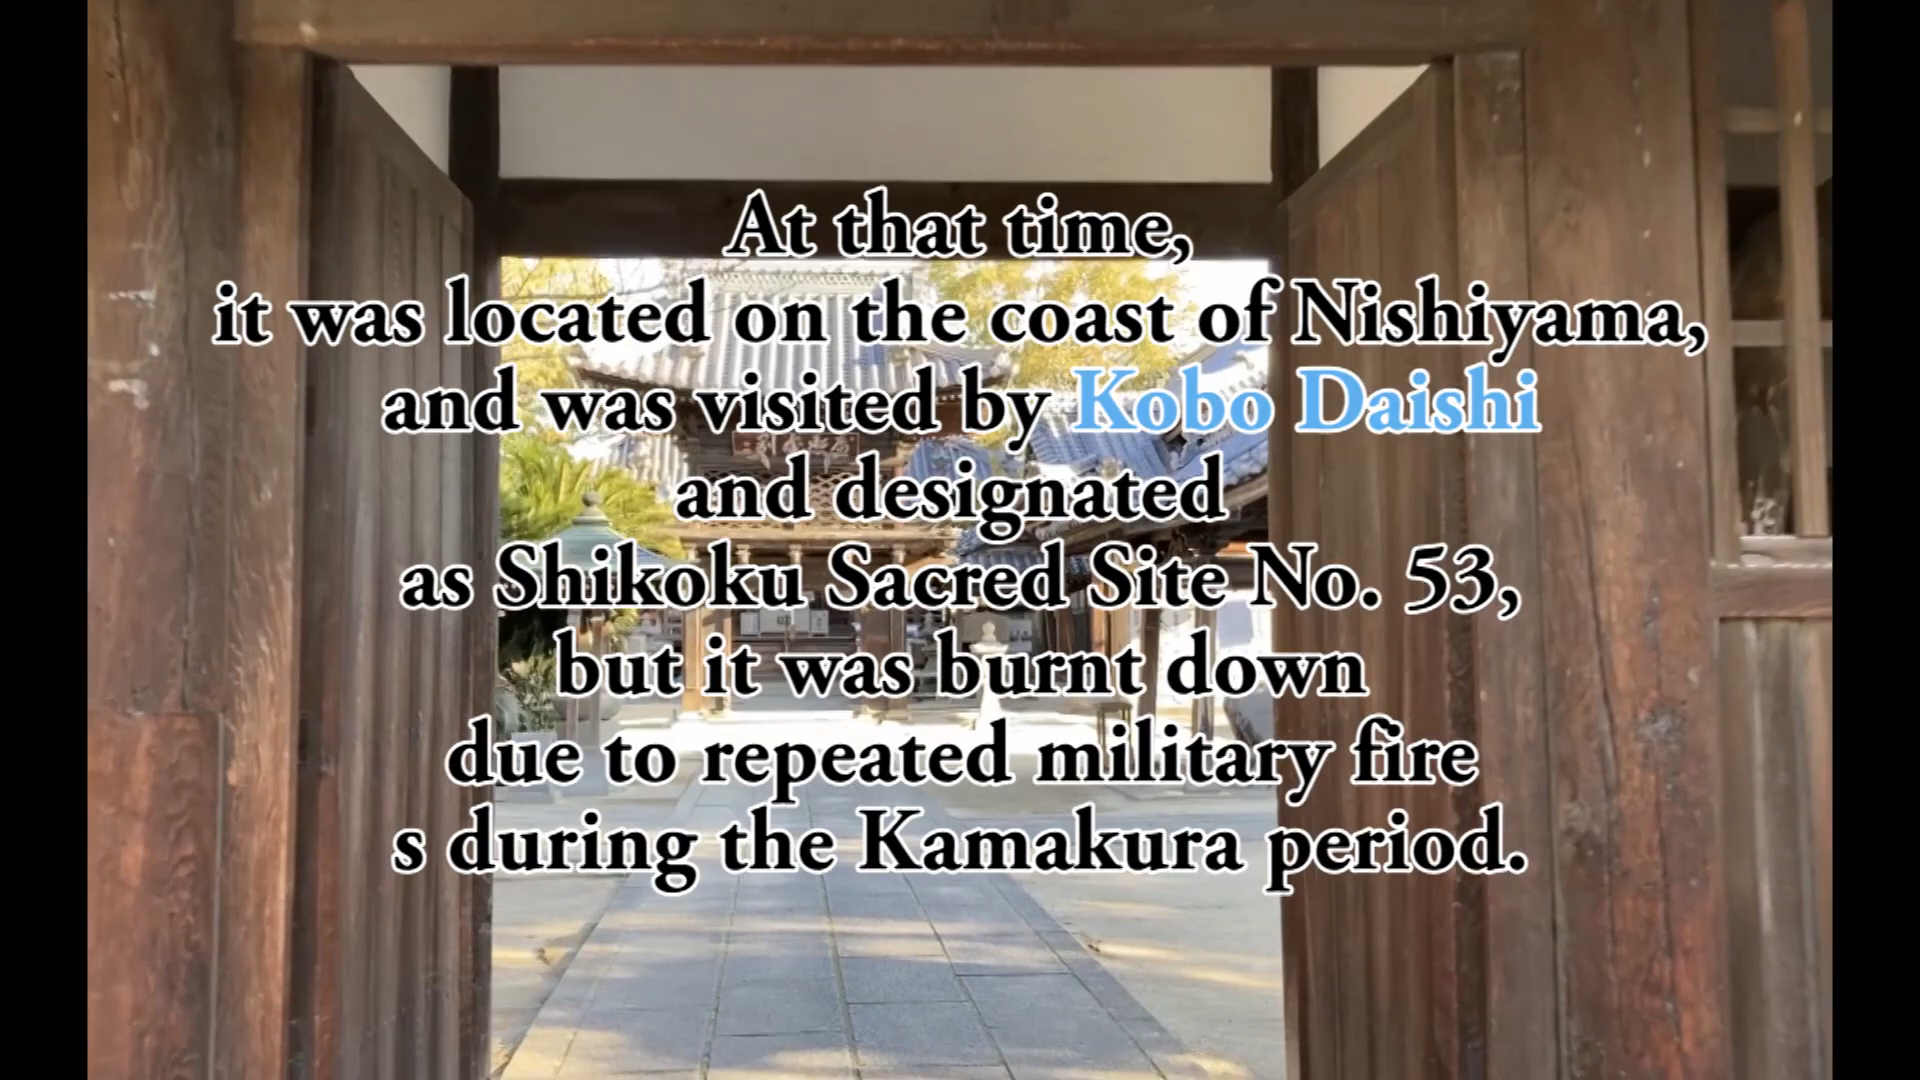 At that time,
it was located on the coast of Nishiyama,
and was visited by Kobo Daishi
and designated
as Shikoku Sacred Site No. 53,
but it was burnt down
due to repeated military fire
s during the Kamakura period.